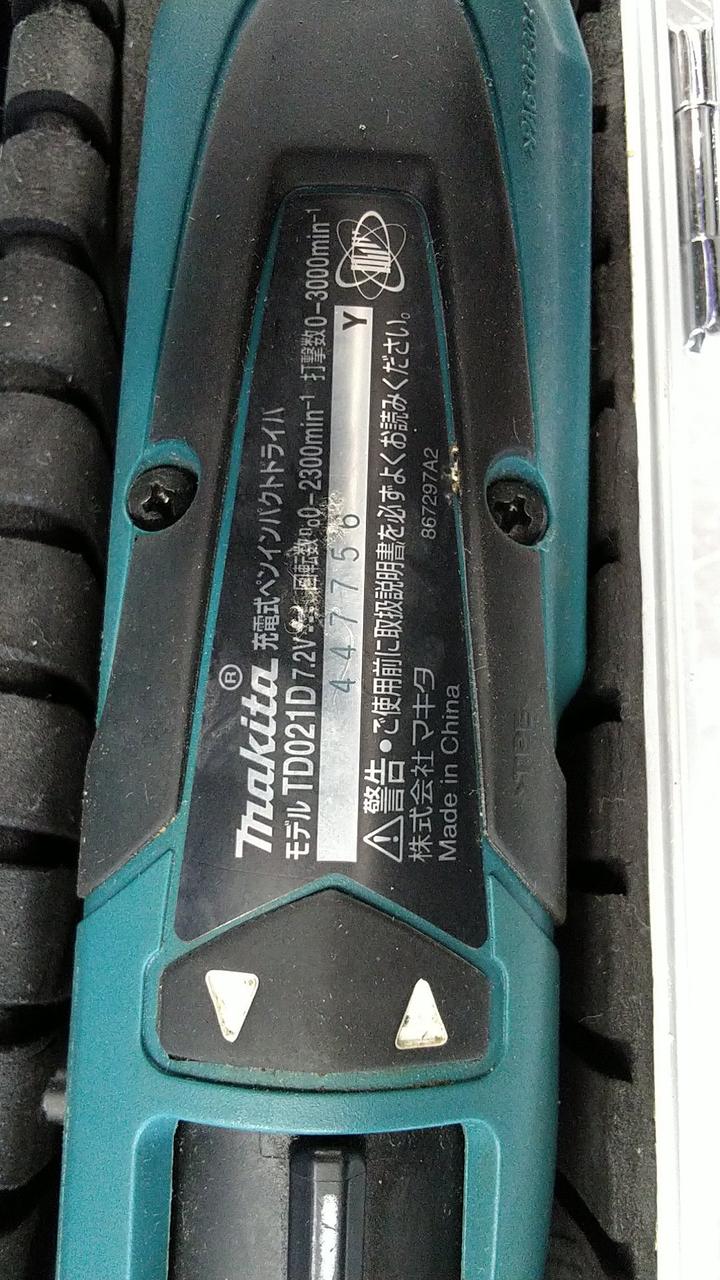 makita® 充電式ペンインパクトドライバ
モデル TD021D 7.2V⎓ 回転数0-2300min⁻¹ 打撃数0-3000min⁻¹
447756 Y
⚠警告 ●ご使用前に取扱説明書を必ずよくお読みください。
株式会社 マキタ 867297A2
Made in China
>TPE<